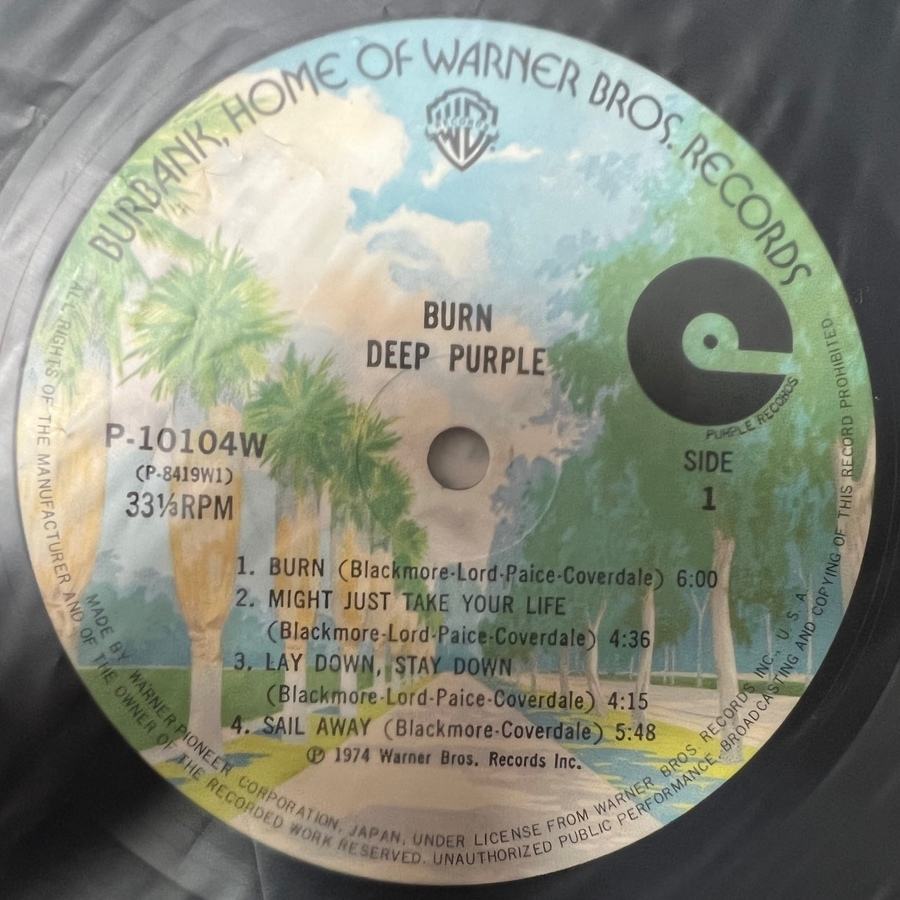 BURBANK, HOME OF WARNER BROS. RECORDS
WB
RECORDS
BURN
DEEP PURPLE
PURPLE RECORDS
P-10104W
(P-8419W1)
33⅓RPM
SIDE
1
1. BURN (Blackmore-Lord-Paice-Coverdale) 6:00
2. MIGHT JUST TAKE YOUR LIFE
(Blackmore-Lord-Paice-Coverdale) 4:36
3. LAY DOWN, STAY DOWN
(Blackmore-Lord-Paice-Coverdale) 4:15
4. SAIL AWAY (Blackmore-Coverdale) 5:48
Ⓟ 1974 Warner Bros. Records Inc.
MADE BY WARNER-PIONEER CORPORATION, JAPAN, UNDER LICENSE FROM WARNER BROS. RECORDS INC., U.S.A.
ALL RIGHTS OF THE MANUFACTURER AND OF THE OWNER OF THE RECORDED WORK RESERVED. UNAUTHORIZED PUBLIC PERFORMANCE, BROADCASTING AND COPYING OF THIS RECORD PROHIBITED